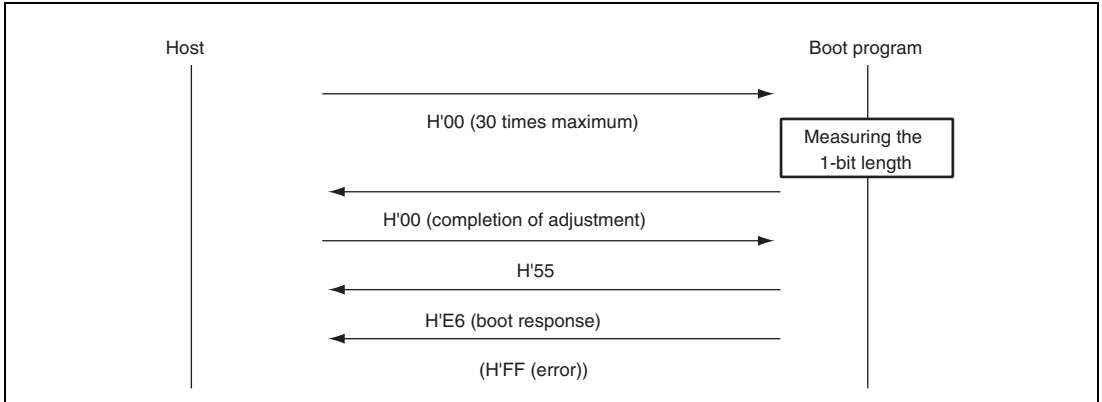 Host
Boot program
H'00 (30 times maximum)
Measuring the
1-bit length
H'00 (completion of adjustment)
H'55
H'E6 (boot response)
(H'FF (error))